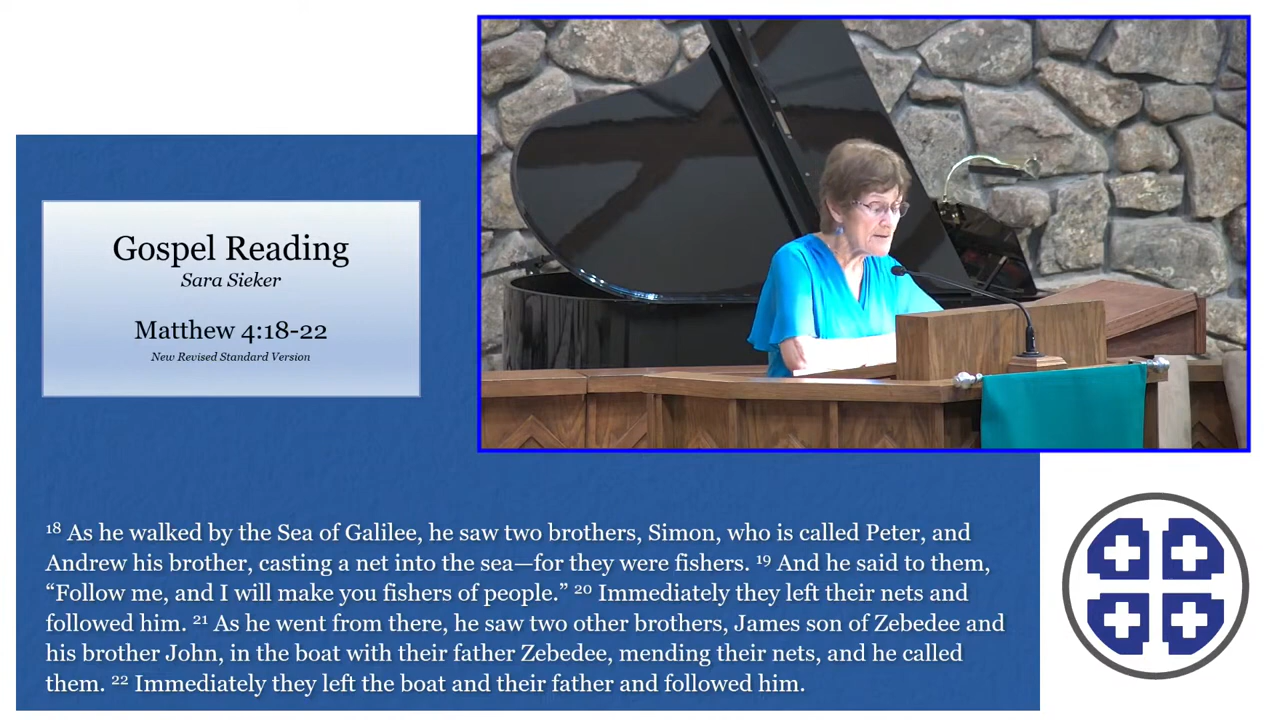 Gospel Reading
Sara Sieker
Matthew 4:18-22
New Revised Standard Version
18 As he walked by the Sea of Galilee, he saw two brothers, Simon, who is called Peter, and
Andrew his brother, casting a net into the sea—for they were fishers. 19 And he said to them,
“Follow me, and I will make you fishers of people.” 20 Immediately they left their nets and
followed him. 21 As he went from there, he saw two other brothers, James son of Zebedee and
his brother John, in the boat with their father Zebedee, mending their nets, and he called
them. 22 Immediately they left the boat and their father and followed him.